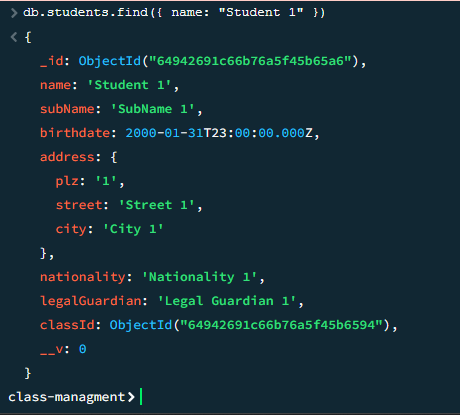 > db.students.find({ name: "Student 1" })
< {
_id: ObjectId("64942691c66b76a5f45b65a6"),
name: 'Student 1',
subName: 'SubName 1',
birthdate: 2000-01-31T23:00:00.000Z,
address: {
plz: '1',
street: 'Street 1',
city: 'City 1'
},
nationality: 'Nationality 1',
legalGuardian: 'Legal Guardian 1',
classId: ObjectId("64942691c66b76a5f45b6594"),
__v: 0
}
class-managment>